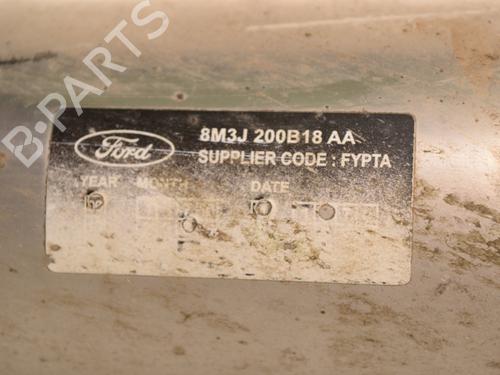 B-PARTS
Ford
8M3J 200B18 AA
SUPPLIER CODE : FYPTA
YEAR MONTH DATE